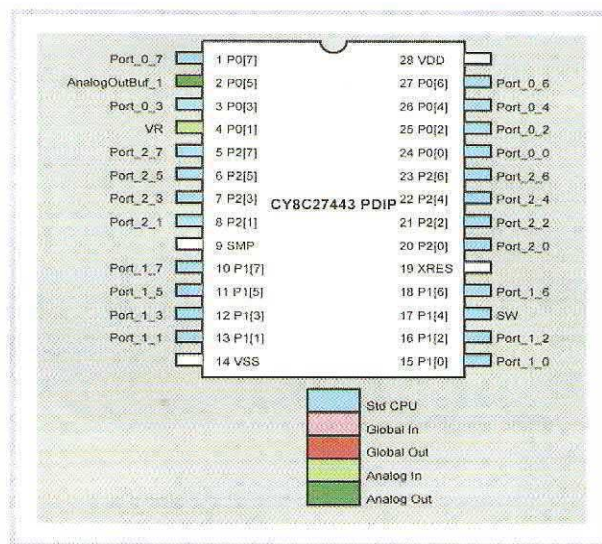 Port_0_7 1 P0[7] 28 VDD
AnalogOutBuf_1 2 P0[5] 27 P0[6] Port_0_6
Port_0_3 3 P0[3] 26 P0[4] Port_0_4
VR 4 P0[1] 25 P0[2] Port_0_2
Port_2_7 5 P2[7] 24 P0[0] Port_0_0
Port_2_5 6 P2[5] 23 P2[6] Port_2_6
Port_2_3 7 P2[3] CY8C27443 PDIP 22 P2[4] Port_2_4
Port_2_1 8 P2[1] 21 P2[2] Port_2_2
9 SMP 20 P2[0] Port_2_0
Port_1_7 10 P1[7] 19 XRES
Port_1_5 11 P1[5] 18 P1[6] Port_1_6
Port_1_3 12 P1[3] 17 P1[4] SW
Port_1_1 13 P1[1] 16 P1[2] Port_1_2
14 VSS 15 P1[0] Port_1_0
Std CPU
Global In
Global Out
Analog In
Analog Out